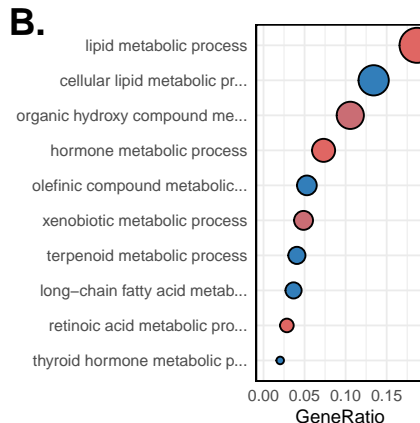 B.
lipid metabolic process
cellular lipid metabolic pr...
organic hydroxy compound me...
hormone metabolic process
olefinic compound metabolic...
xenobiotic metabolic process
terpenoid metabolic process
long−chain fatty acid metab...
retinoic acid metabolic pro...
thyroid hormone metabolic p...
0.00 0.05 0.10 0.15
GeneRatio